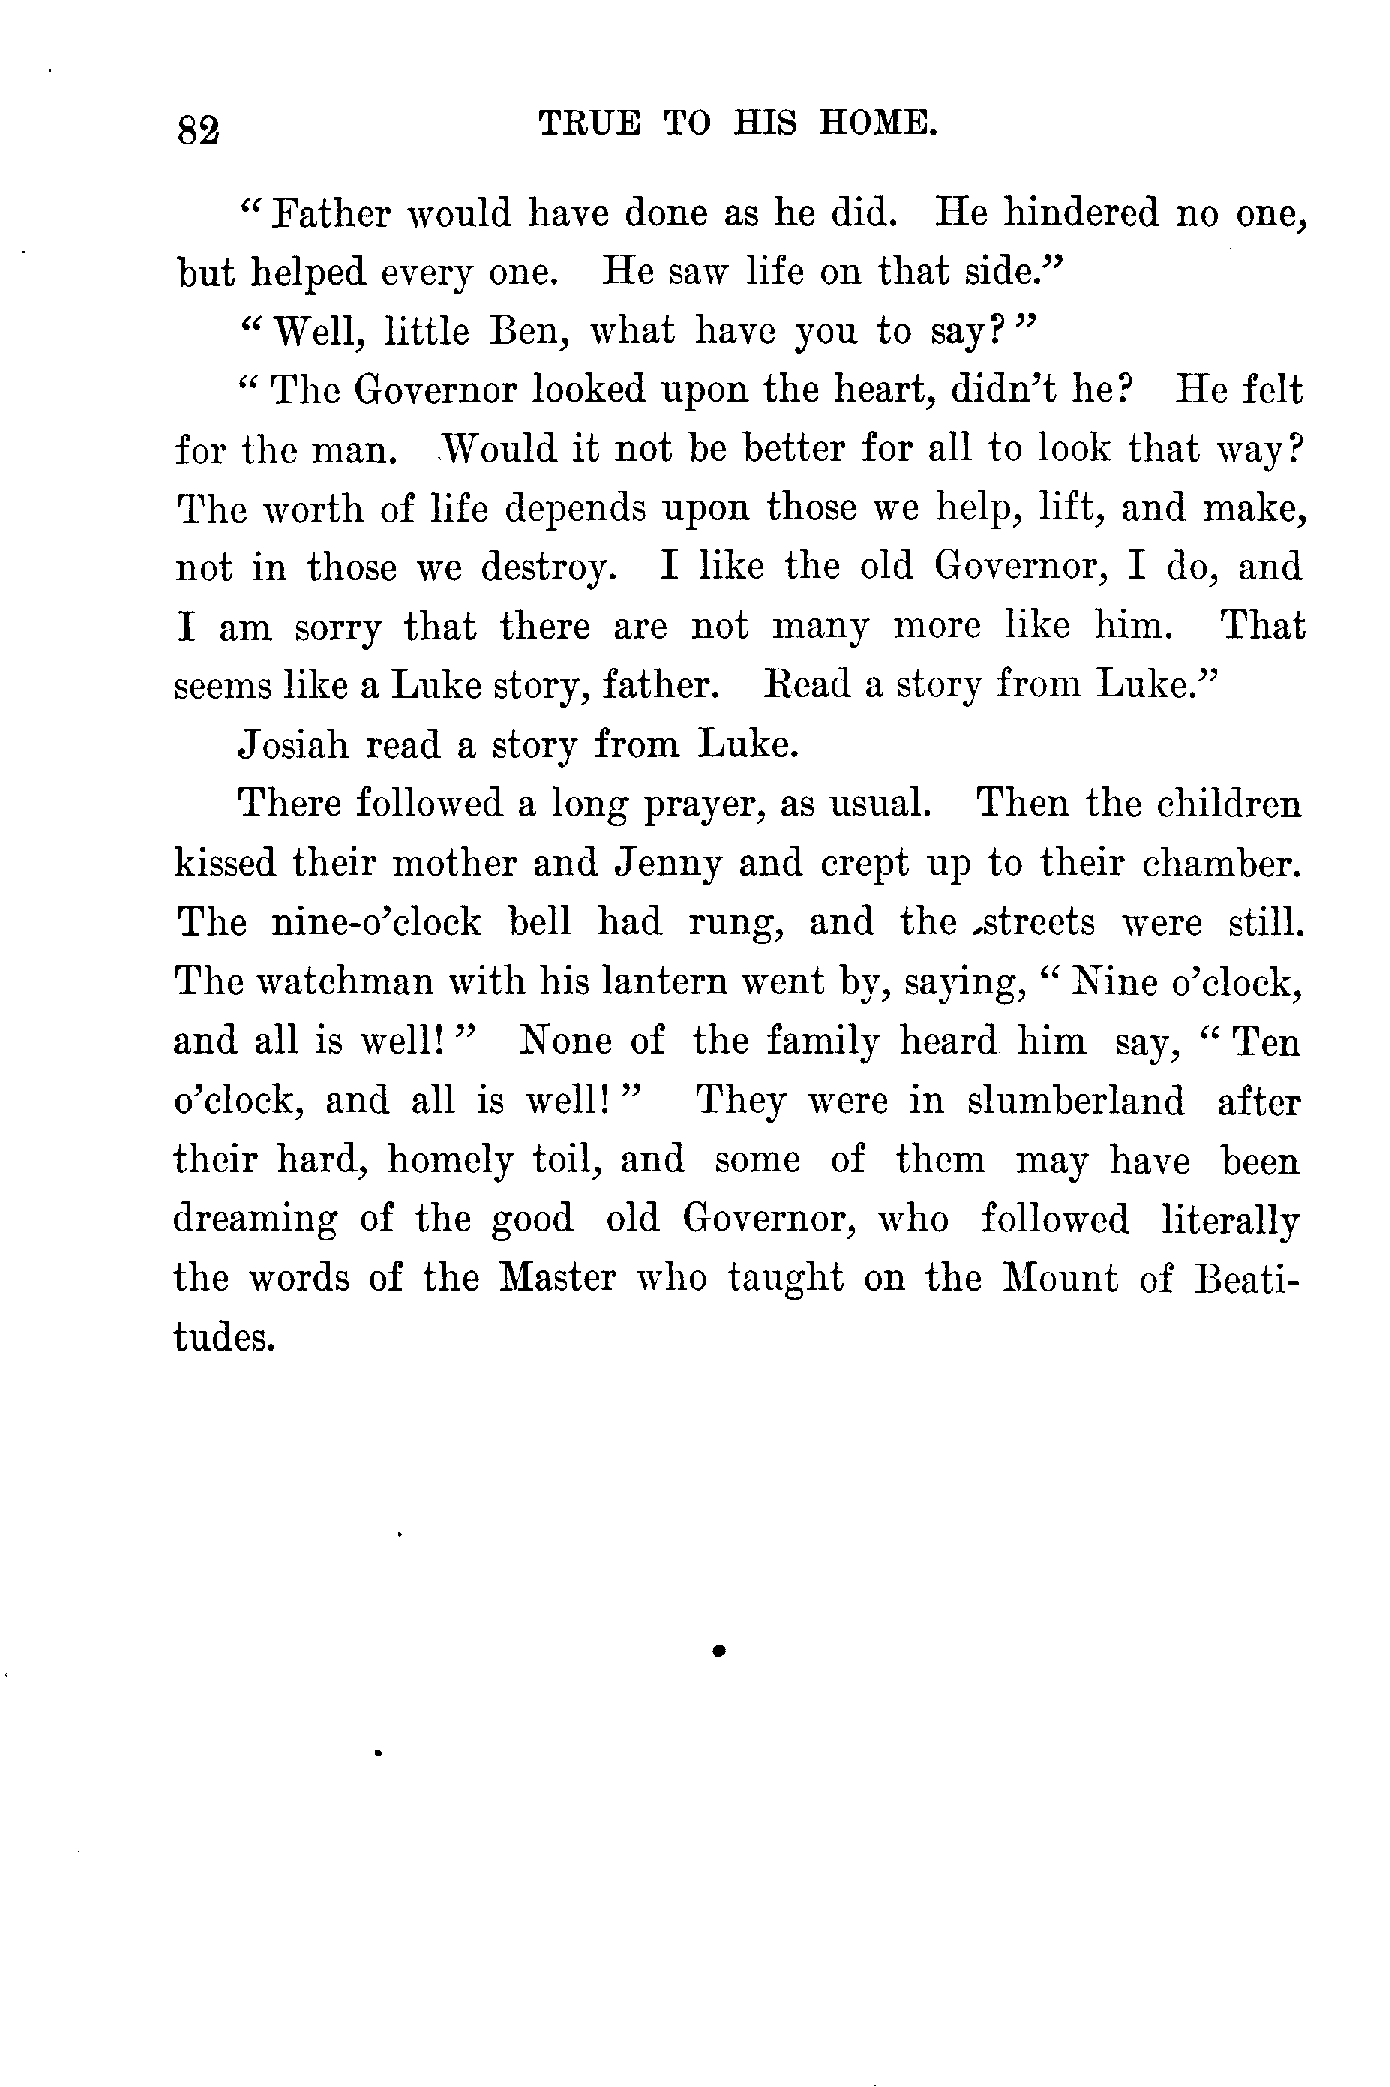 82 TRUE TO HIS HOME.
“ Father would have done as he did. He hindered no one,
but helped every one. He saw life on that side.”
“ Well, little Ben, what have you to say? ”
“ The Governor looked upon the heart, didn’t he? He felt
for the man. Would it not be better for all to look that way?
The worth of life depends upon those we help, lift, and make,
not in those we destroy. I like the old Governor, I do, and
I am sorry that there are not many more like him. That
seems like a Luke story, father. Read a story from Luke.”
Josiah read a story from Luke.
There followed a long prayer, as usual. Then the children
kissed their mother and Jenny and crept up to their chamber.
The nine-o’clock bell had rung, and the streets were still.
The watchman with his lantern went by, saying, “ Nine o’clock,
and all is well! ” None of the family heard him say, “ Ten
o’clock, and all is well! ” They were in slumberland after
their hard, homely toil, and some of them may have been
dreaming of the good old Governor, who followed literally
the words of the Master who taught on the Mount of Beati-
tudes.